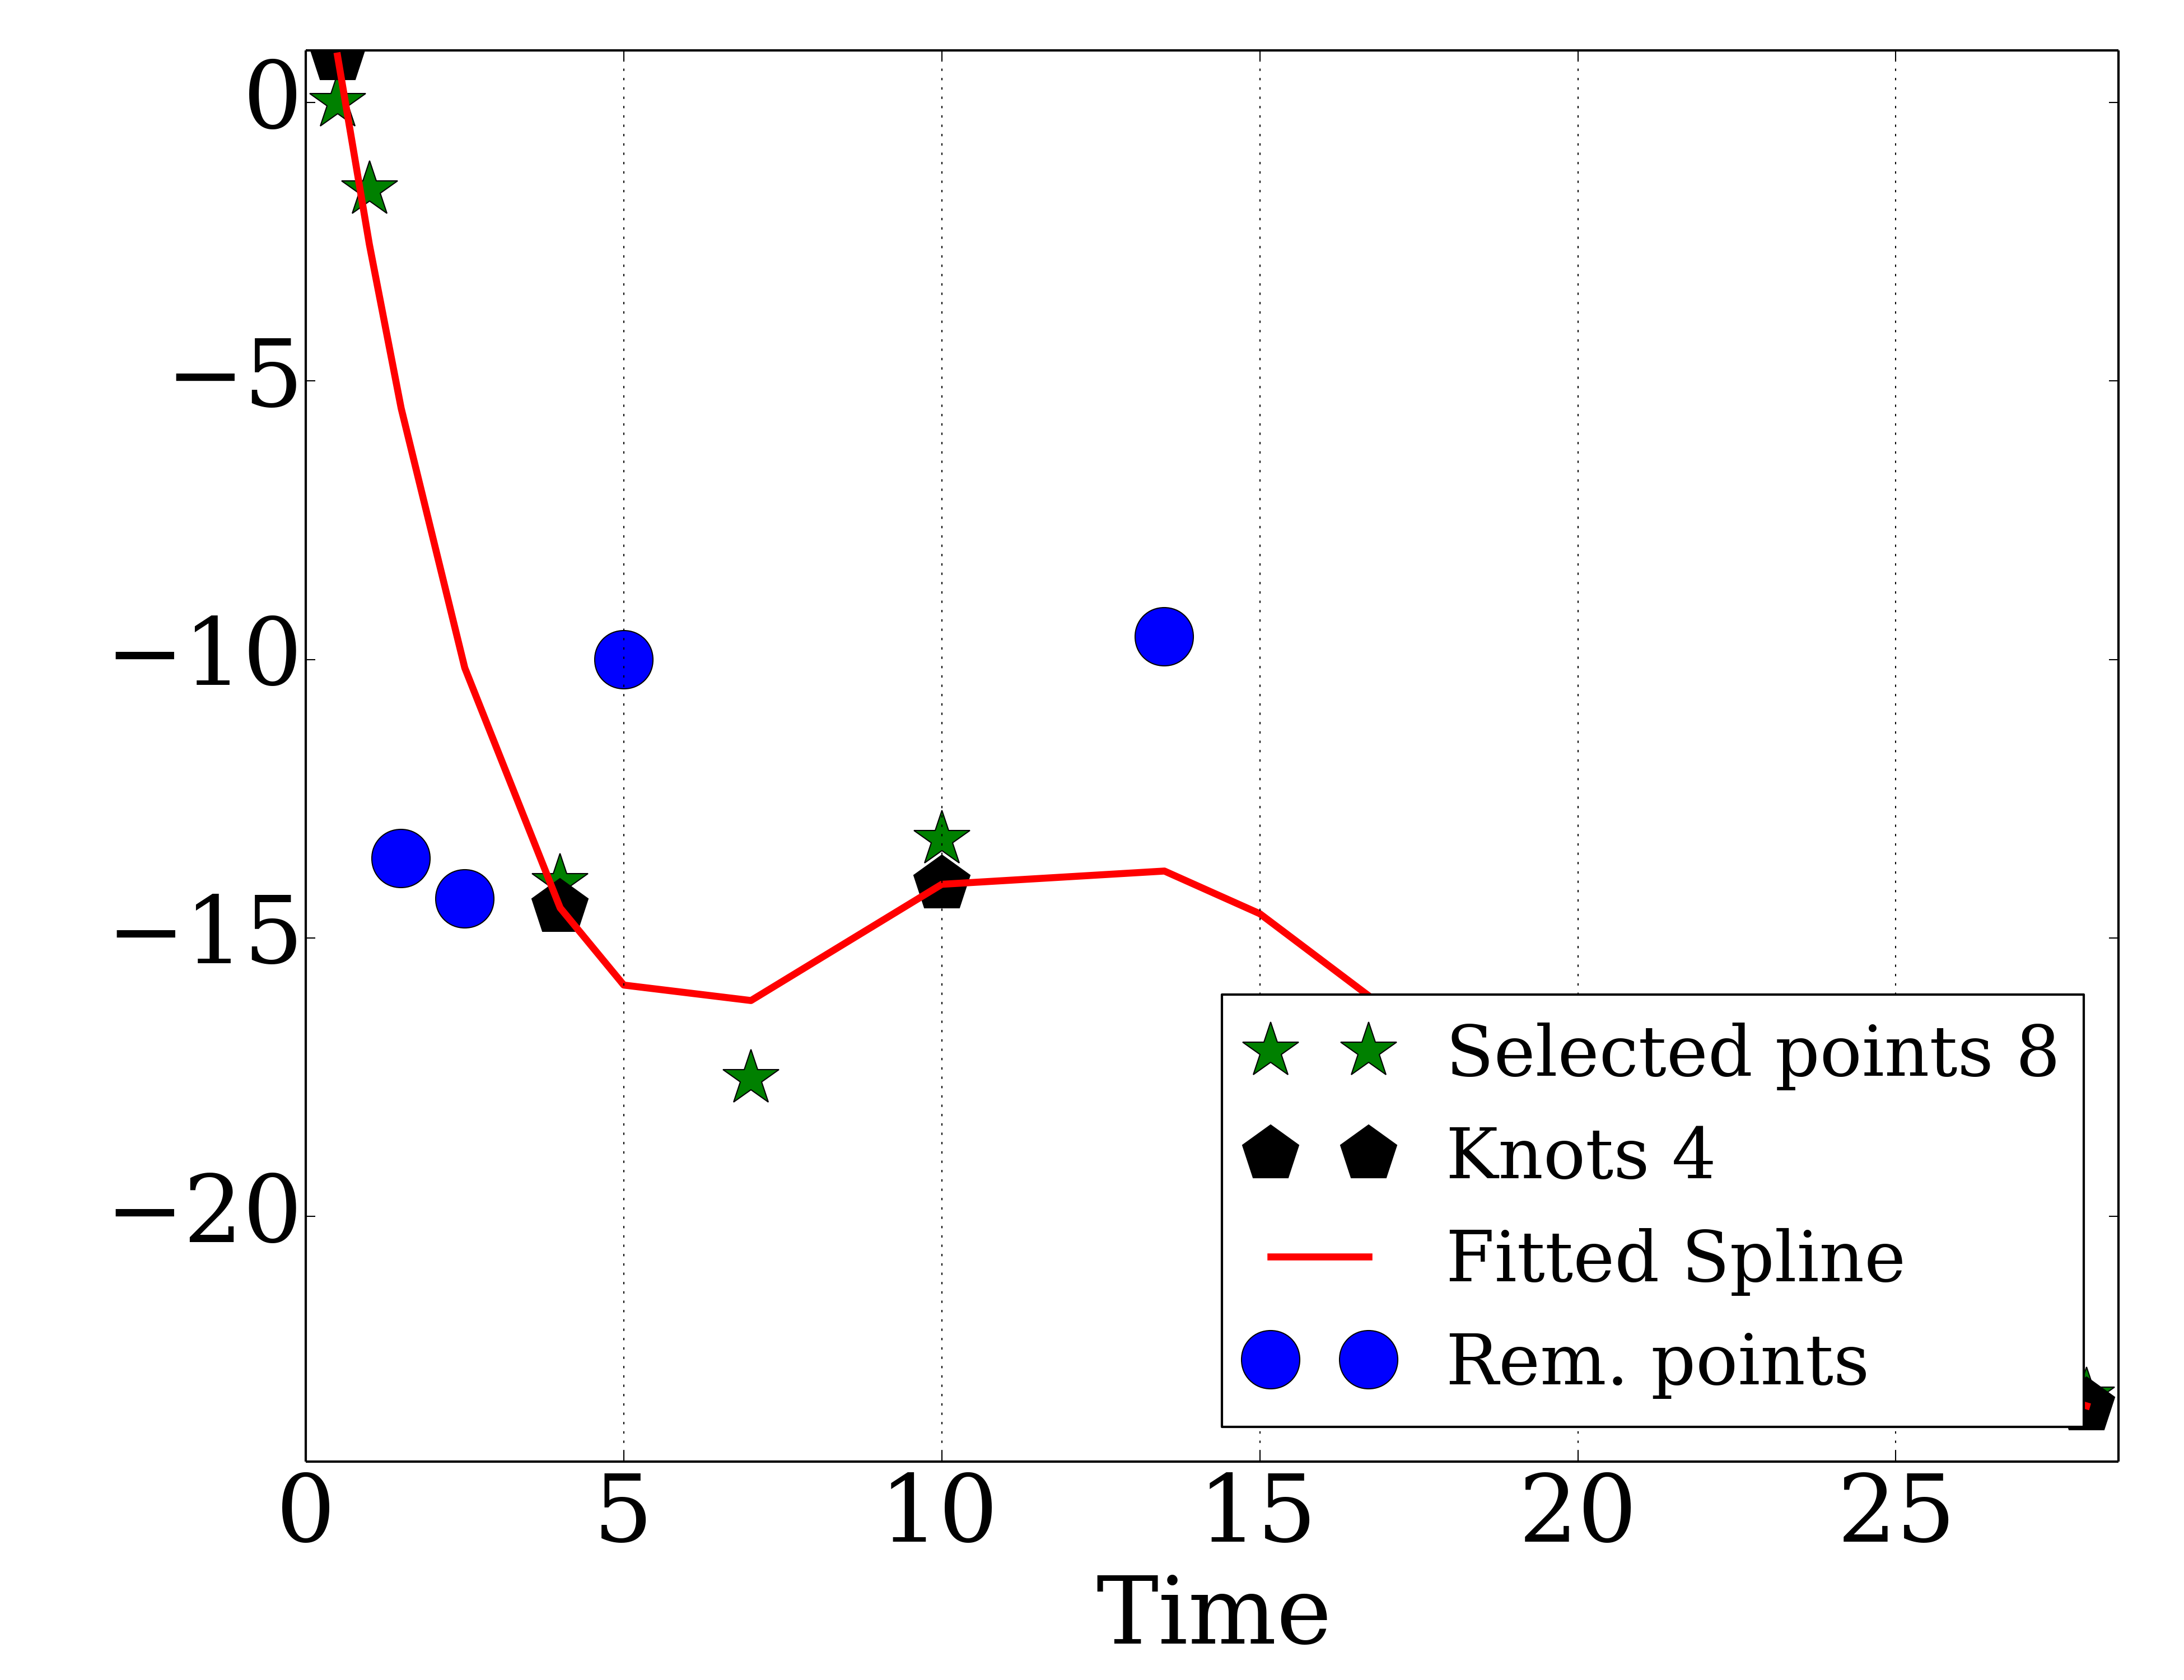 0
−5
−10
−15
−20
Selected points 8
Knots 4
Fitted Spline
Rem. points
0 5 10 15 20 25
Time